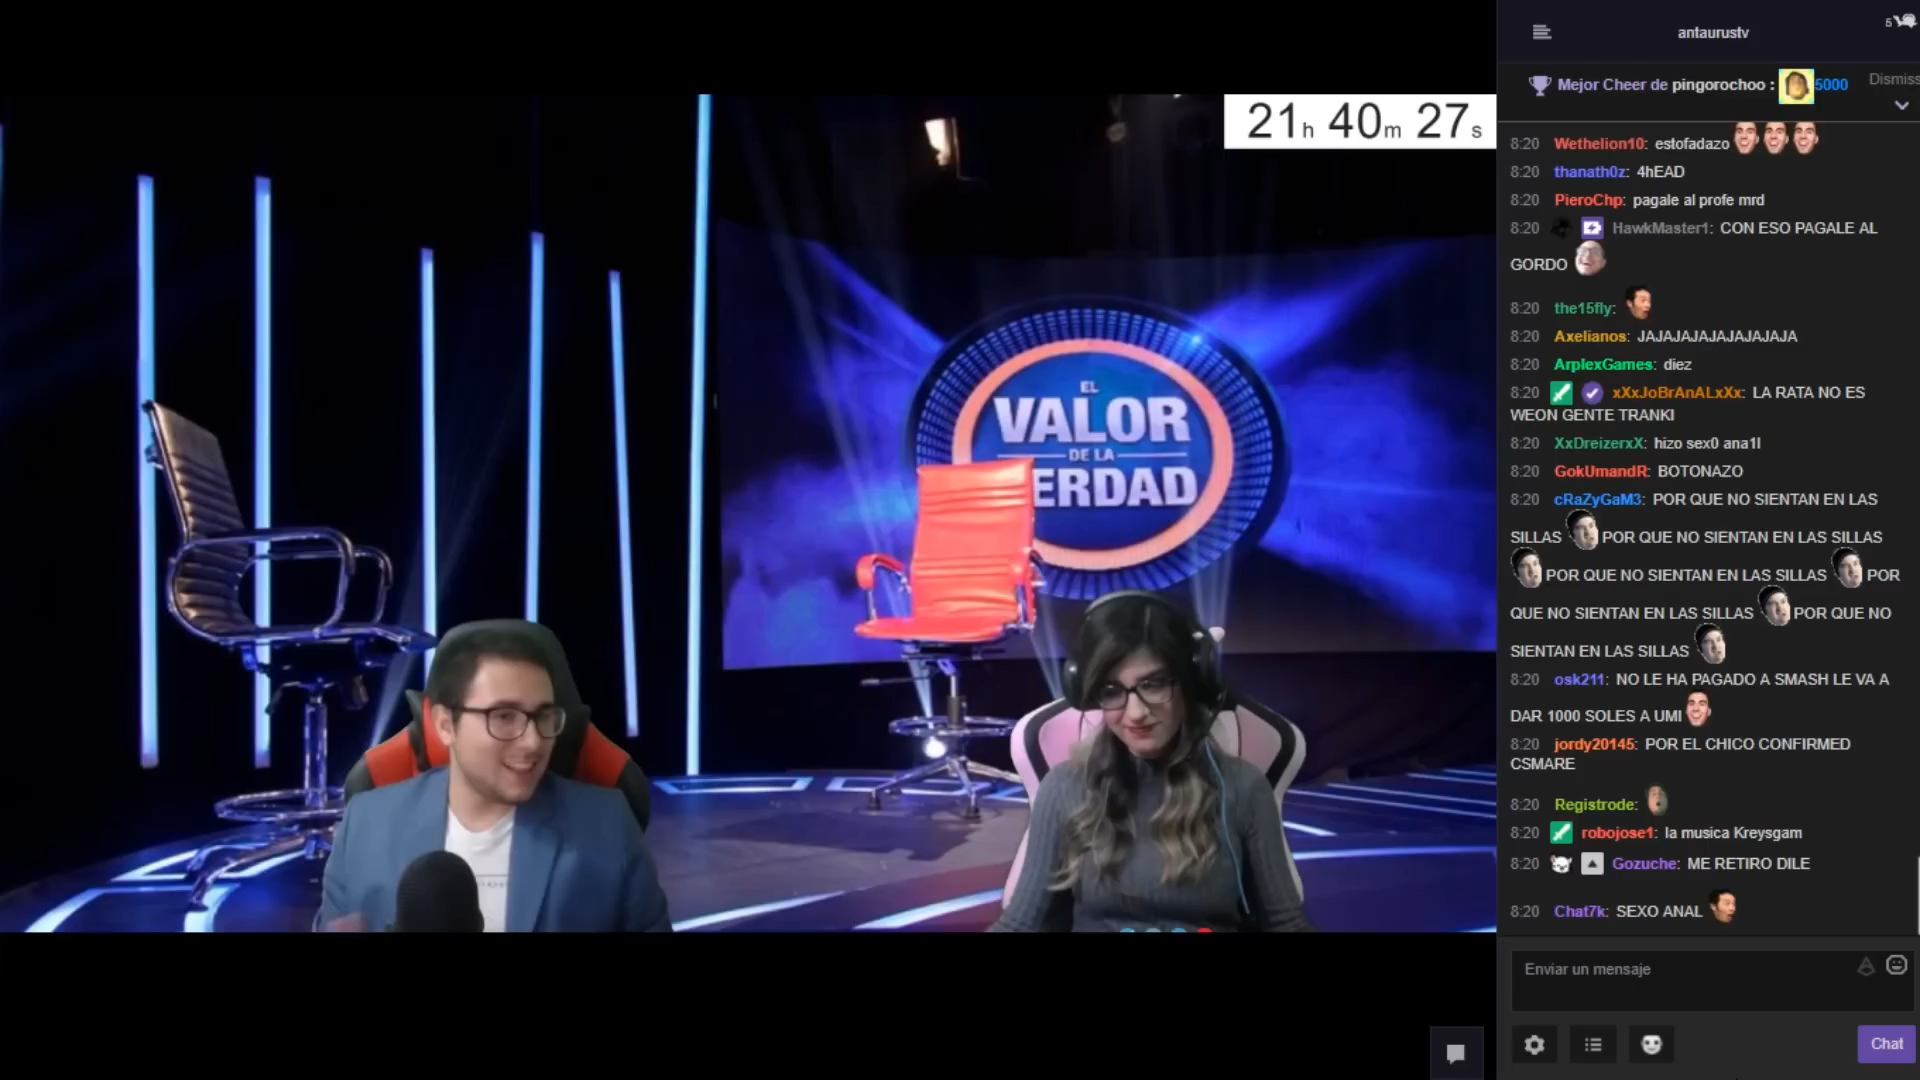 antaurustv
5
Mejor Cheer de pingorochoo : 5000
Dismiss
21h 40m 27s
EL
VALOR
DE LA
ERDAD
8:20 Wethelion10: estofadazo
8:20 thanath0z: 4hEAD
8:20 PieroChp: pagale al profe mrd
8:20 HawkMaster1: CON ESO PAGALE AL
GORDO
8:20 the15fly:
8:20 Axelianos: JAJAJAJAJAJAJAJAJA
8:20 ArplexGames: diez
8:20 xXxJoBrAnALxXx: LA RATA NO ES
WEON GENTE TRANKI
8:20 XxDreizerxX: hizo sex0 ana1l
8:20 GokUmandR: BOTONAZO
8:20 cRaZyGaM3: POR QUE NO SIENTAN EN LAS
SILLAS POR QUE NO SIENTAN EN LAS SILLAS
POR QUE NO SIENTAN EN LAS SILLAS POR
QUE NO SIENTAN EN LAS SILLAS POR QUE NO
SIENTAN EN LAS SILLAS
8:20 osk211: NO LE HA PAGADO A SMASH LE VA A
DAR 1000 SOLES A UMI
8:20 jordy20145: POR EL CHICO CONFIRMED
CSMARE
8:20 Registrode:
8:20 robojose1: la musica Kreysgam
8:20 Gozuche: ME RETIRO DILE
8:20 Chat7k: SEXO ANAL
Enviar un mensaje
Chat